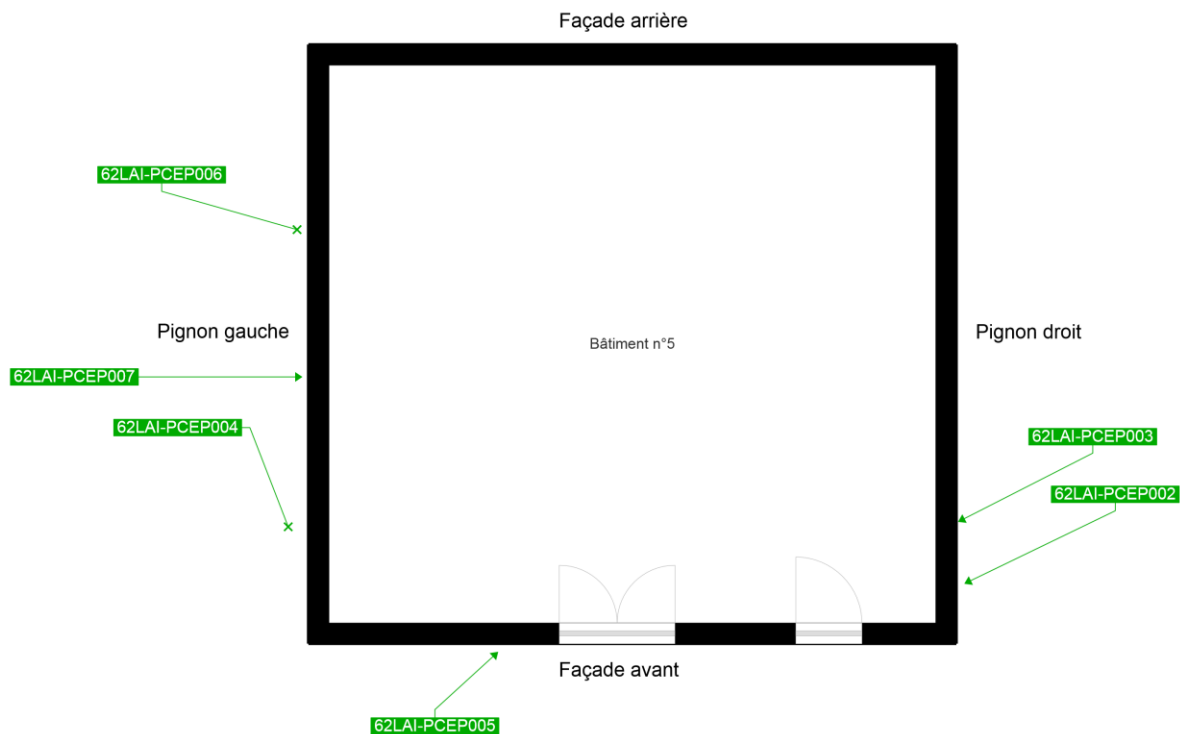 Façade arrière
62LAI-PCEP006
Pignon gauche
Bâtiment n°5
Pignon droit
62LAI-PCEP007
62LAI-PCEP004
62LAI-PCEP003
62LAI-PCEP002
Façade avant
62LAI-PCEP005